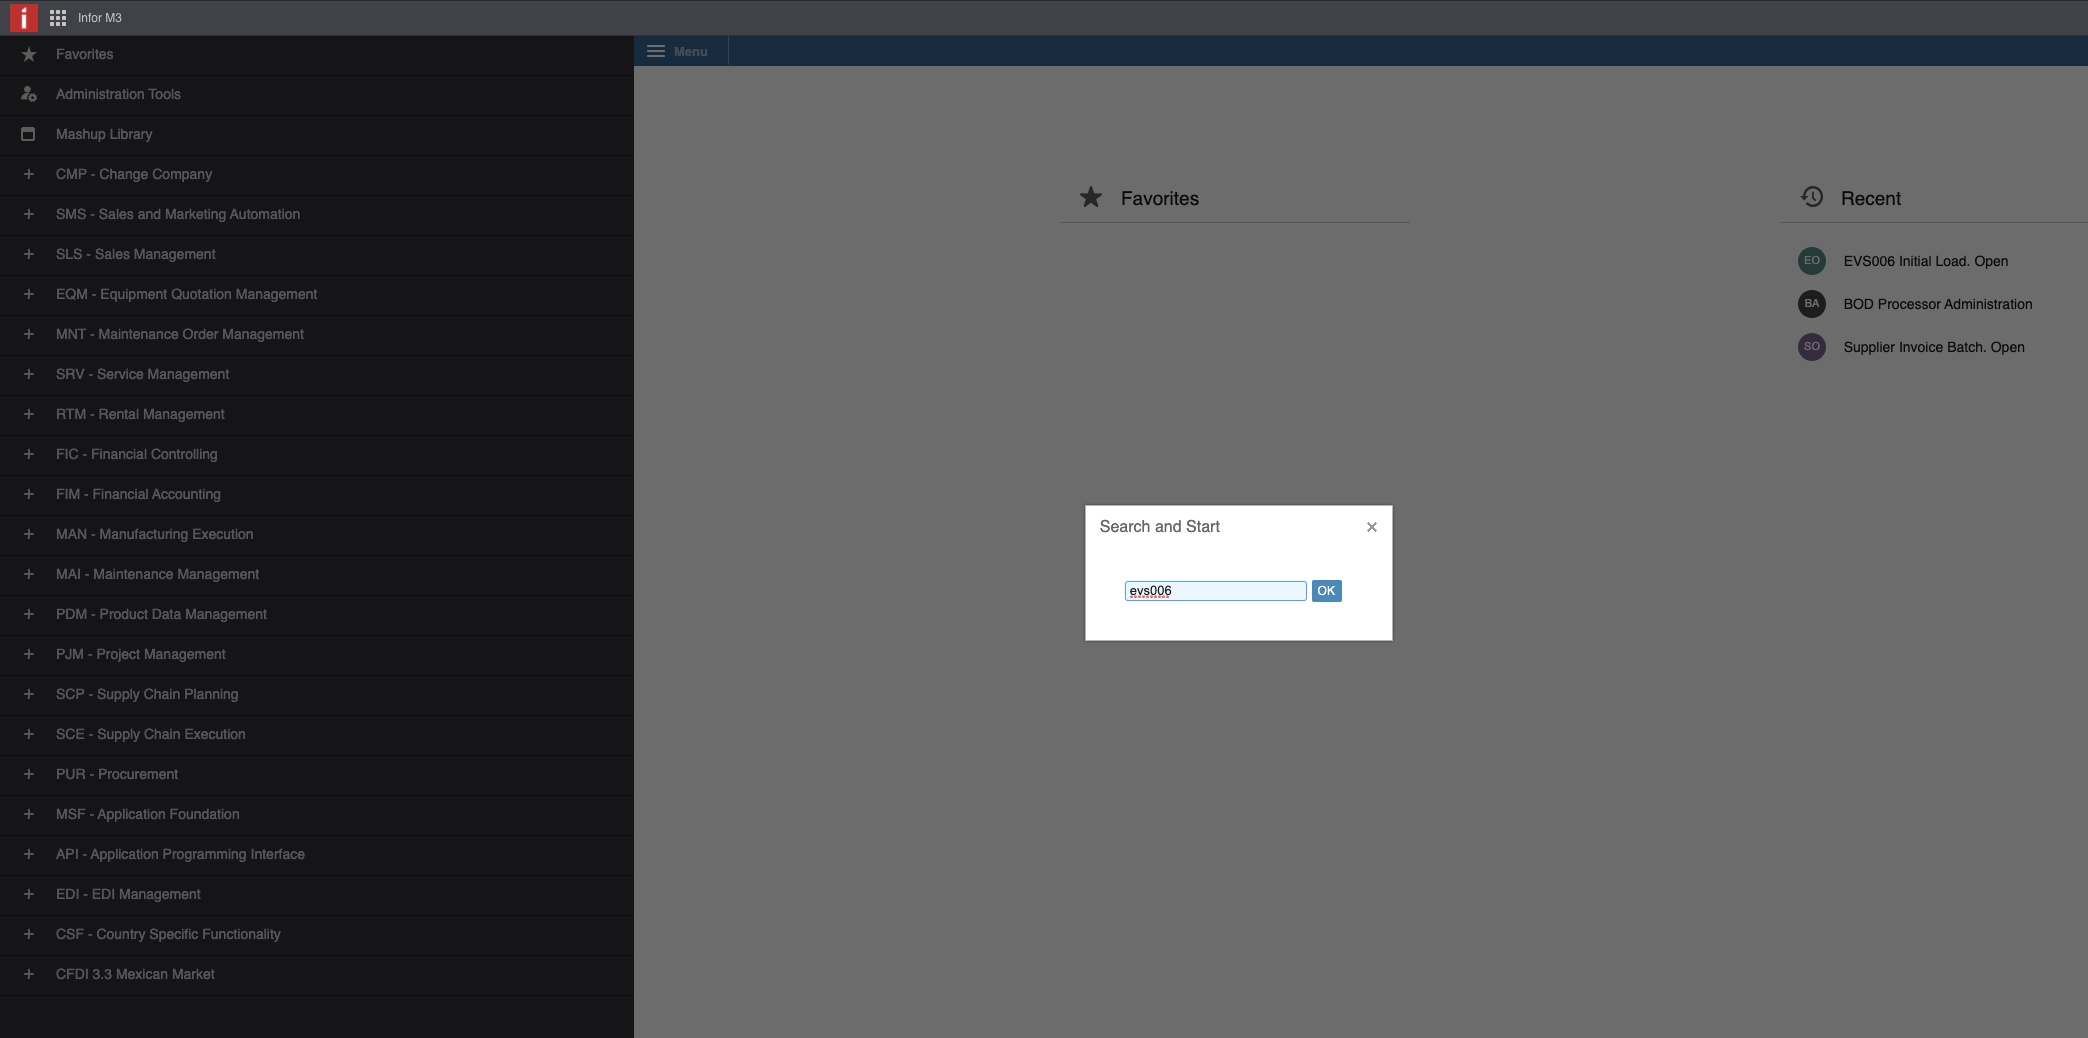 Infor M3
Favorites
Administration Tools
Mashup Library
CMP - Change Company
SMS - Sales and Marketing Automation
SLS - Sales Management
EQM - Equipment Quotation Management
MNT - Maintenance Order Management
SRV - Service Management
RTM - Rental Management
FIC - Financial Controlling
FIM - Financial Accounting
MAN - Manufacturing Execution
MAI - Maintenance Management
PDM - Product Data Management
PJM - Project Management
SCP - Supply Chain Planning
SCE - Supply Chain Execution
PUR - Procurement
MSF - Application Foundation
API - Application Programming Interface
EDI - EDI Management
CSF - Country Specific Functionality
CFDI 3.3 Mexican Market
Menu
Favorites
Recent
EO EVS006 Initial Load. Open
BA BOD Processor Administration
SO Supplier Invoice Batch. Open
Search and Start
evs006 OK